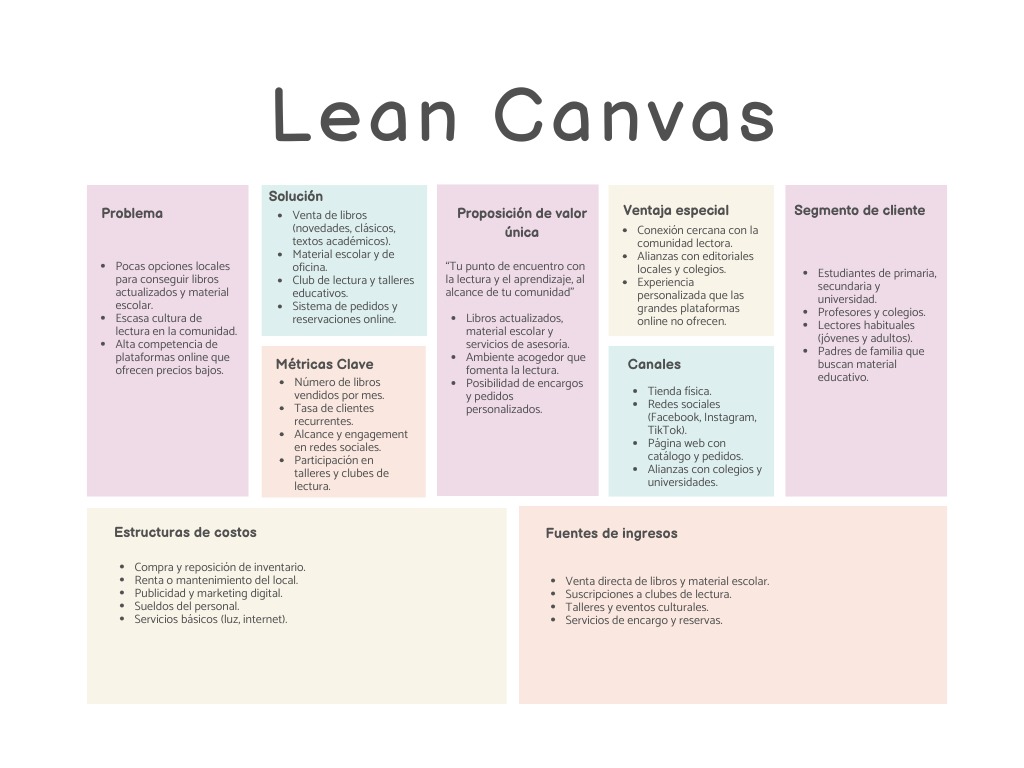 Lean Canvas
Problema
• Pocas opciones locales
para conseguir libros
actualizados y material
escolar.
• Escasa cultura de
lectura en la comunidad.
• Alta competencia de
plataformas online que
ofrecen precios bajos.
Solución
• Venta de libros
(novedades, clásicos,
textos académicos).
• Material escolar y de
oficina.
• Club de lectura y talleres
educativos.
• Sistema de pedidos y
reservaciones online.
Métricas Clave
• Número de libros
vendidos por mes.
• Tasa de clientes
recurrentes.
• Alcance y engagement
en redes sociales.
• Participación en
talleres y clubes de
lectura.
Proposición de valor
única
“Tu punto de encuentro con
la lectura y el aprendizaje, al
alcance de tu comunidad”
• Libros actualizados,
material escolar y
servicios de asesoría.
• Ambiente acogedor que
fomenta la lectura.
• Posibilidad de encargos
y pedidos
personalizados.
Ventaja especial
• Conexión cercana con la
comunidad lectora.
• Alianzas con editoriales
locales y colegios.
• Experiencia
personalizada que las
grandes plataformas
online no ofrecen.
Canales
• Tienda física.
• Redes sociales
(Facebook, Instagram,
TikTok).
• Página web con
catálogo y pedidos.
• Alianzas con colegios y
universidades.
Segmento de cliente
• Estudiantes de primaria,
secundaria y
universidad.
• Profesores y colegios.
• Lectores habituales
(jóvenes y adultos).
• Padres de familia que
buscan material
educativo.
Estructuras de costos
• Compra y reposición de inventario.
• Renta o mantenimiento del local.
• Publicidad y marketing digital.
• Sueldos del personal.
• Servicios básicos (luz, internet).
Fuentes de ingresos
• Venta directa de libros y material escolar.
• Suscripciones a clubes de lectura.
• Talleres y eventos culturales.
• Servicios de encargo y reservas.